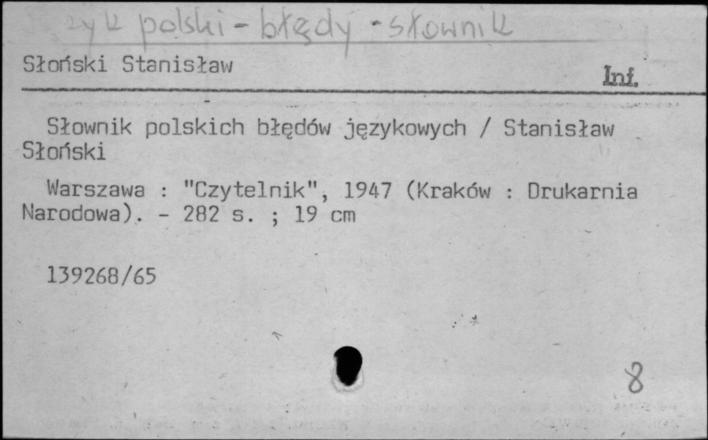 język polski - błędy - słownik
Słoński Stanisław
Inf.
Słownik polskich błędów językowych / Stanisław
Słoński
Warszawa : "Czytelnik", 1947 (Kraków : Drukarnia
Narodowa). - 282 s. ; 19 cm
139268/65
8